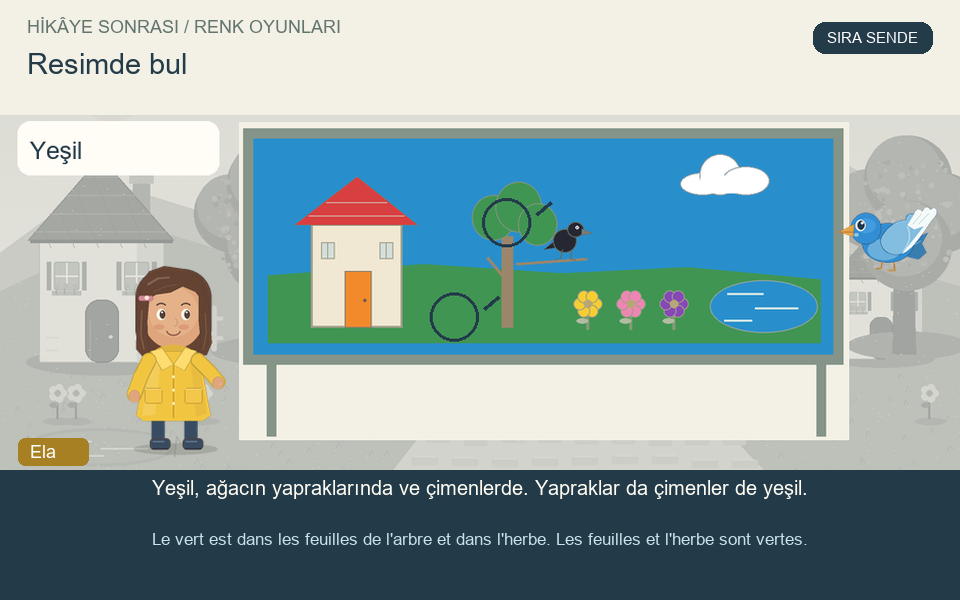 HİKÂYE SONRASI / RENK OYUNLARI
Resimde bul
SIRA SENDE
Yeşil
Ela
Yeşil, ağacın yapraklarında ve çimenlerde. Yapraklar da çimenler de yeşil.
Le vert est dans les feuilles de l'arbre et dans l'herbe. Les feuilles et l'herbe sont vertes.